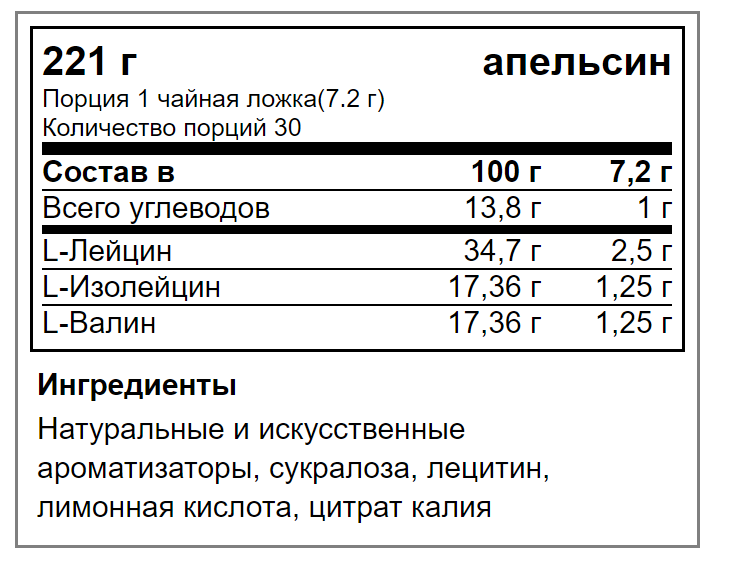 221 г апельсин
Порция 1 чайная ложка(7.2 г)
Количество порций 30
Состав в 100 г 7,2 г
Всего углеводов 13,8 г 1 г
L-Лейцин 34,7 г 2,5 г
L-Изолейцин 17,36 г 1,25 г
L-Валин 17,36 г 1,25 г
Ингредиенты
Натуральные и искусственные
ароматизаторы, сукралоза, лецитин,
лимонная кислота, цитрат калия